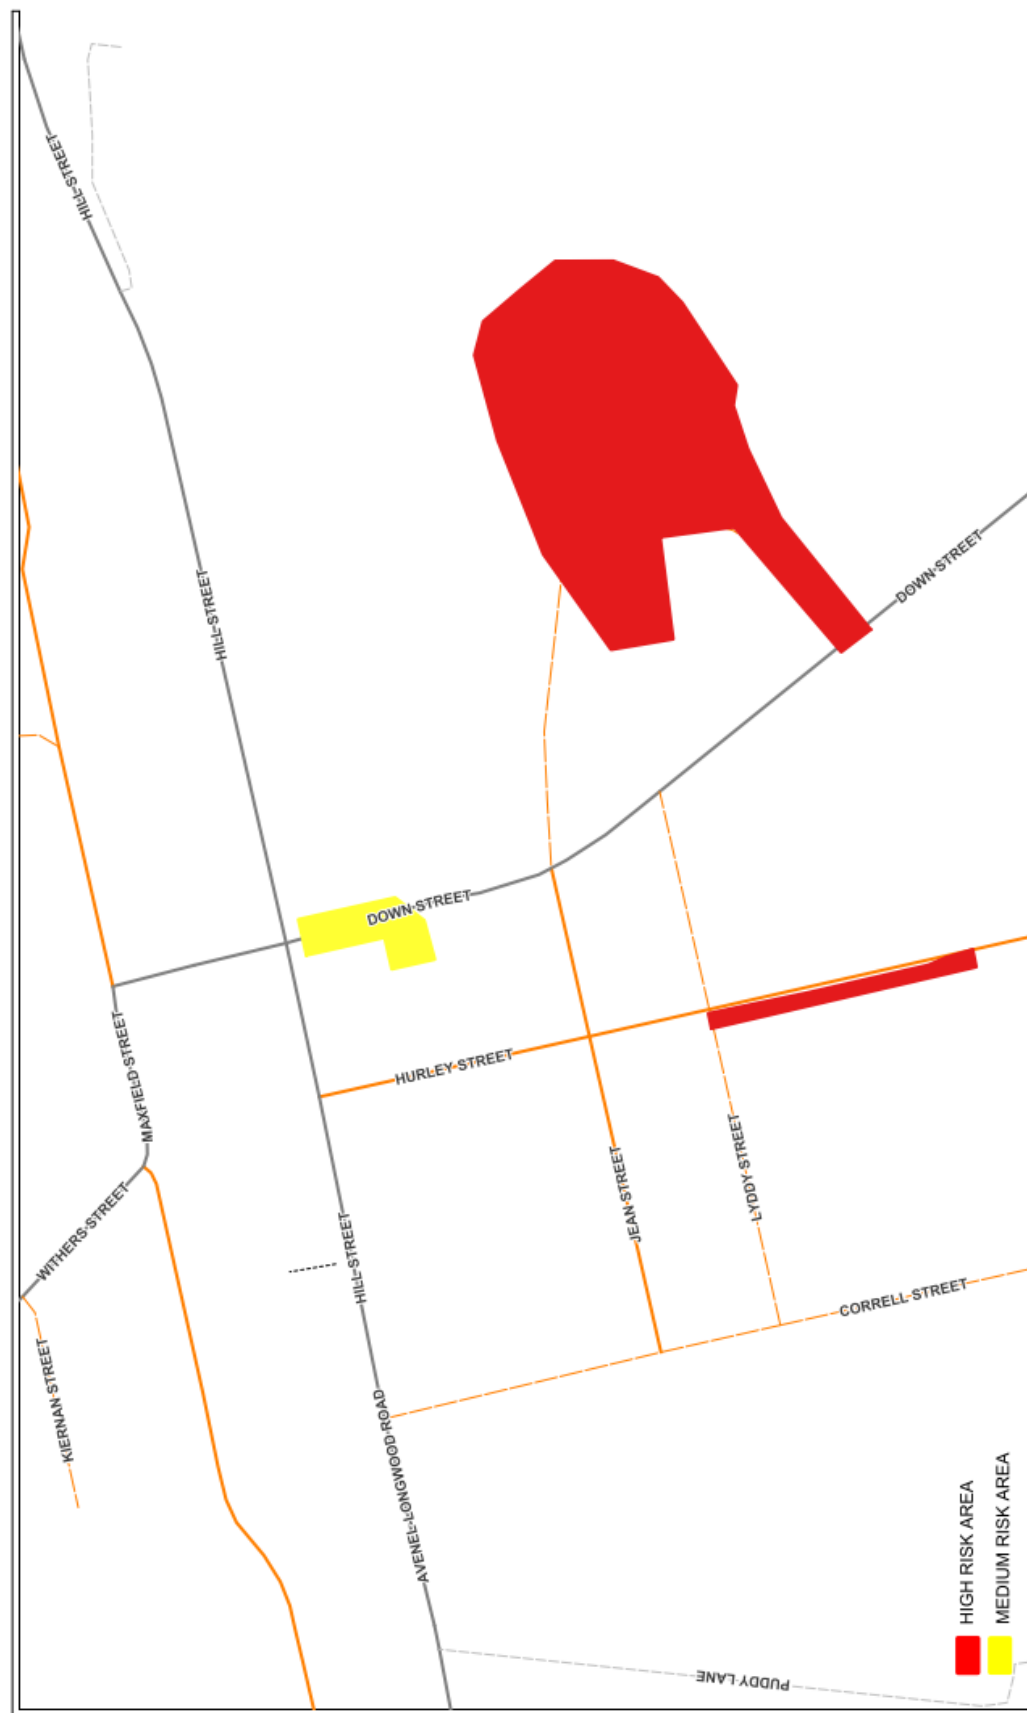 HILL STREET
HILL STREET
DOWN STREET
DOWN STREET
MAXFIELD STREET
HURLEY STREET
WITHERS STREET
JEAN STREET
LYDDY STREET
HILL STREET
CORRELL STREET
KIERNAN STREET
AVENEL-LONGWOOD ROAD
PUDDY LANE
HIGH RISK AREA
MEDIUM RISK AREA